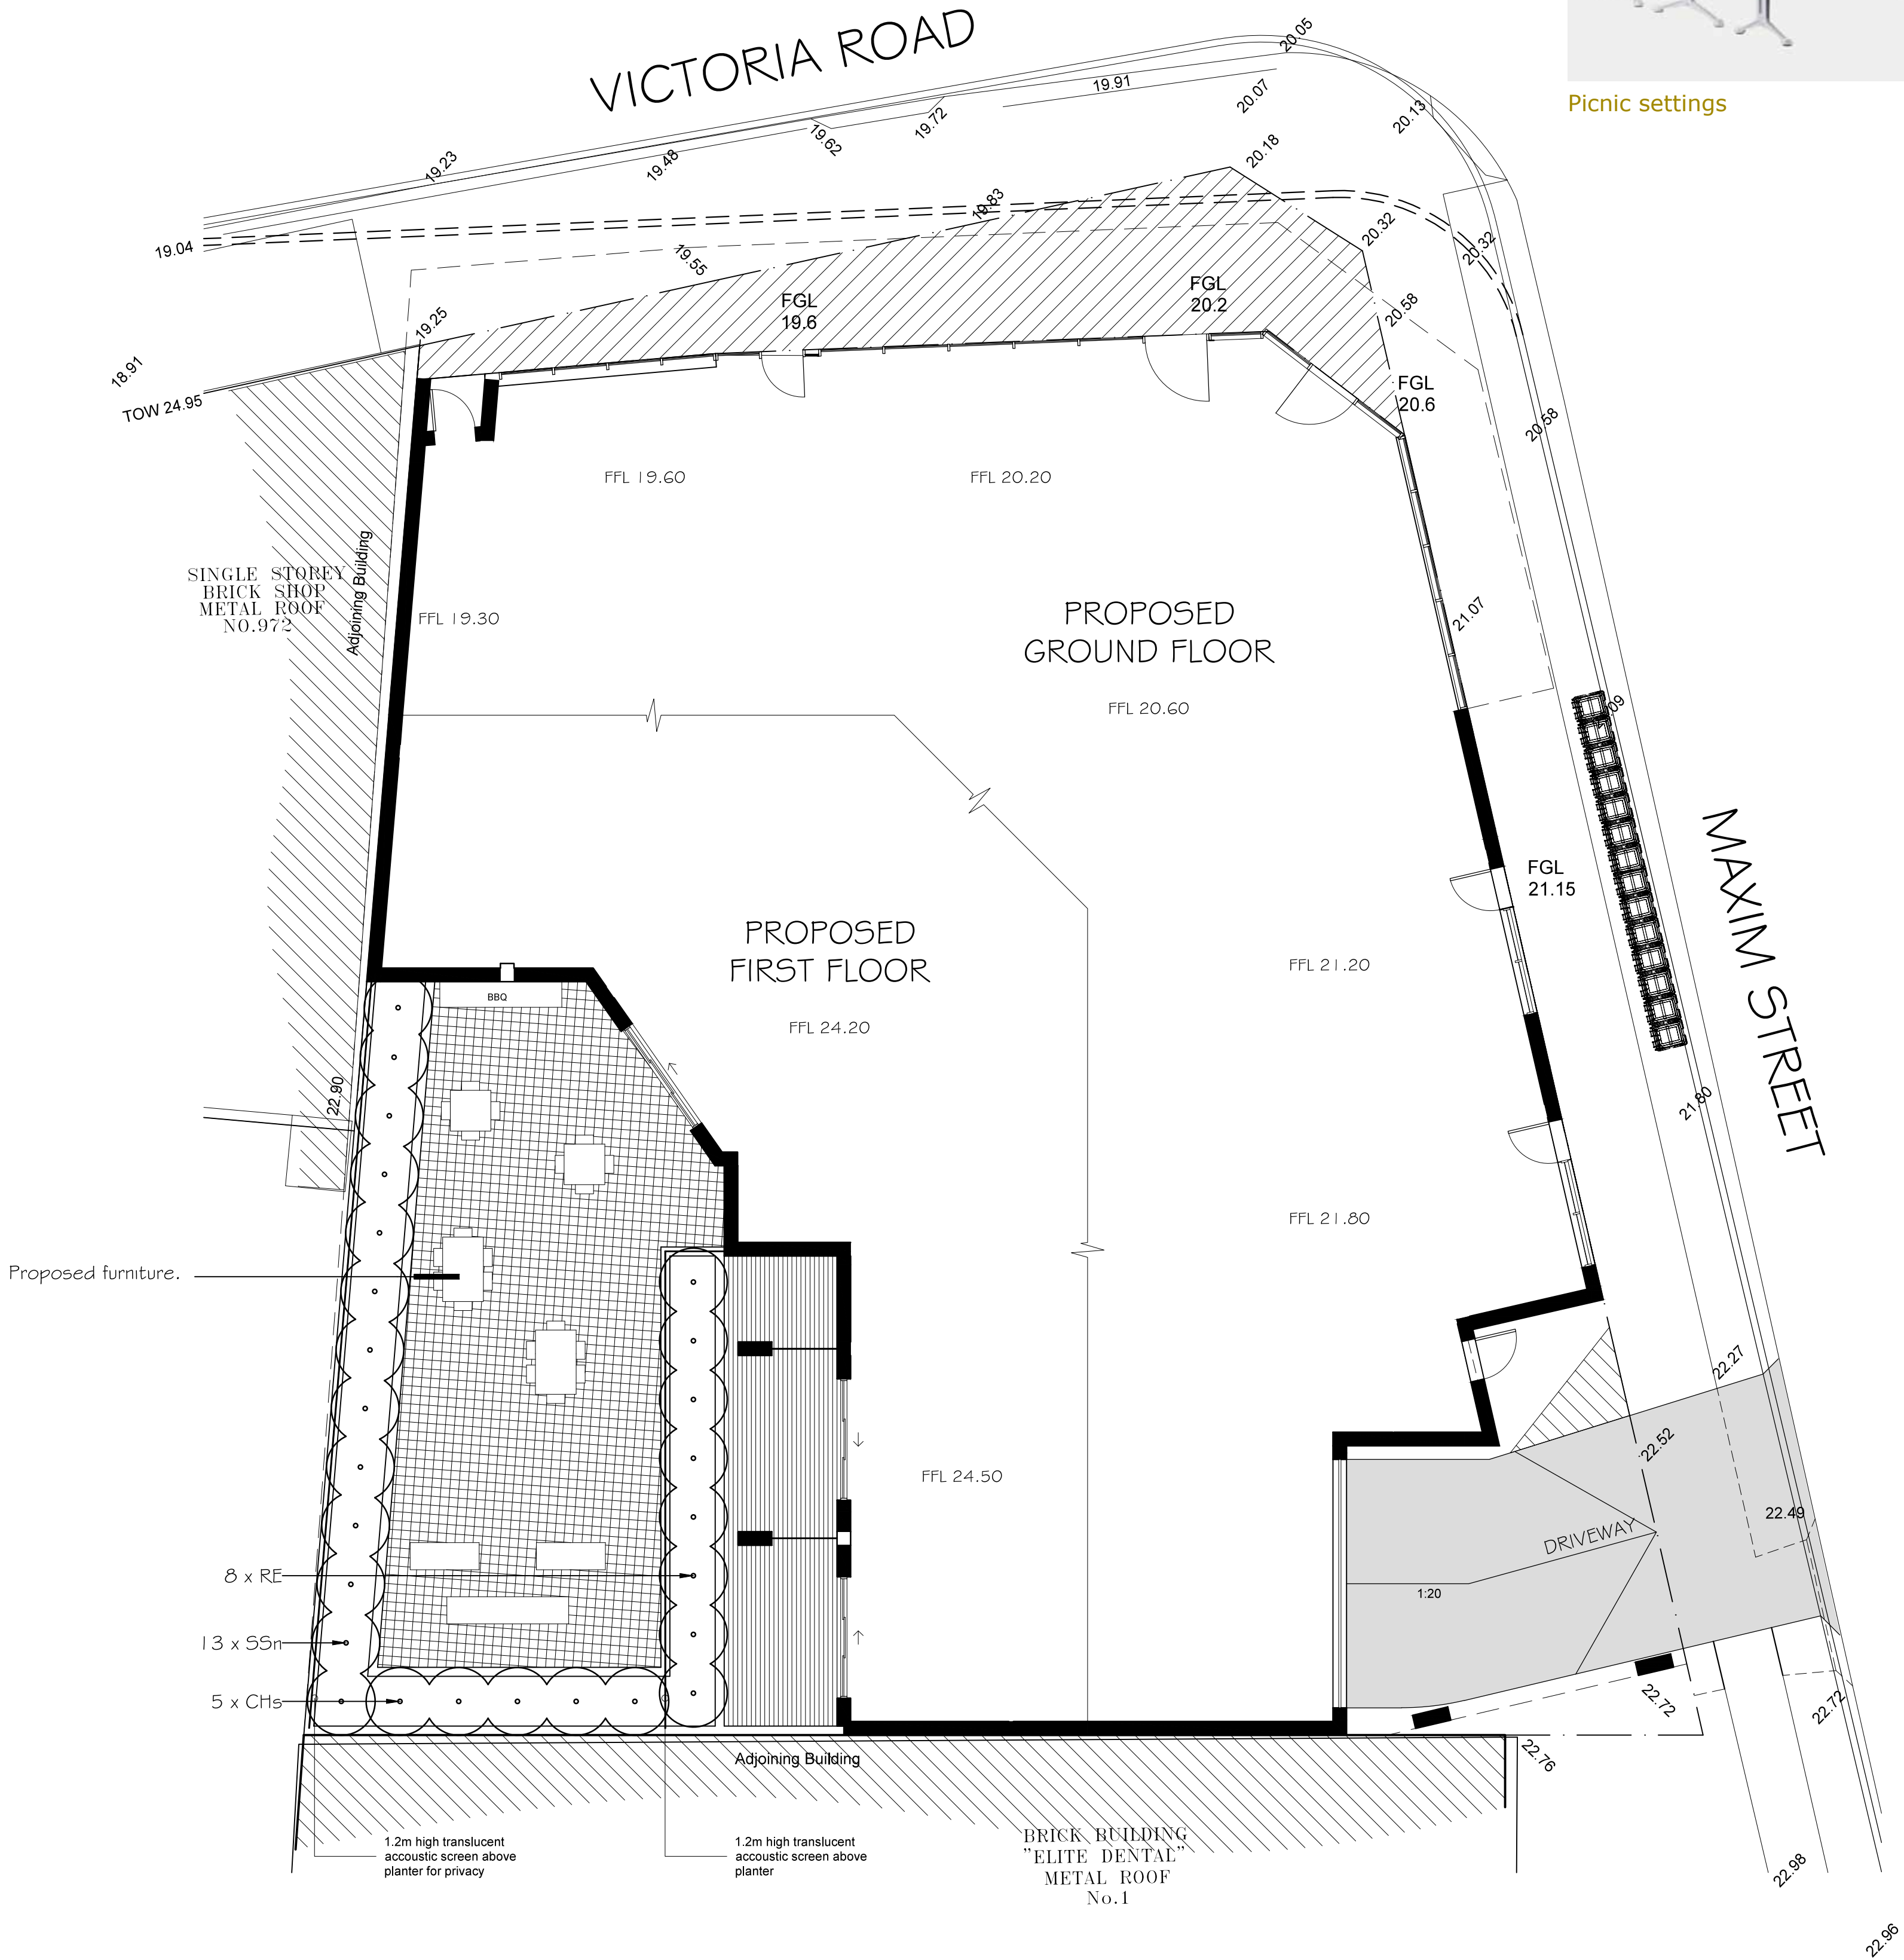 VICTORIA ROAD
Picnic settings
20.05
19.91
20.07
20.13
19.72
19.62
19.23
19.48
20.18
19.83
20.32
20.32
19.04
19.55
FGL
20.2
FGL
19.6
20.58
19.25
18.91
TOW 24.95
FGL
20.6
20.58
FFL 19.60
FFL 20.20
SINGLE STOREY
BRICK SHOP
METAL ROOF
NO.972
Adjoining Building
FFL 19.30
PROPOSED
GROUND FLOOR
FFL 20.60
21.07
MAXIM STREET
FGL
21.15
PROPOSED
FIRST FLOOR
FFL 24.20
FFL 21.20
BBQ
22.90
21.80
FFL 21.80
Proposed furniture.
22.27
22.52
FFL 24.50
22.49
DRIVEWAY
1:20
8 x RE
13 x SSn
5 x CHs
22.72
22.72
22.76
Adjoining Building
1.2m high translucent
accoustic screen above
planter for privacy
1.2m high translucent
accoustic screen above
planter
BRICK BUILDING
"ELITE DENTAL"
METAL ROOF
No.1
22.98
22.96